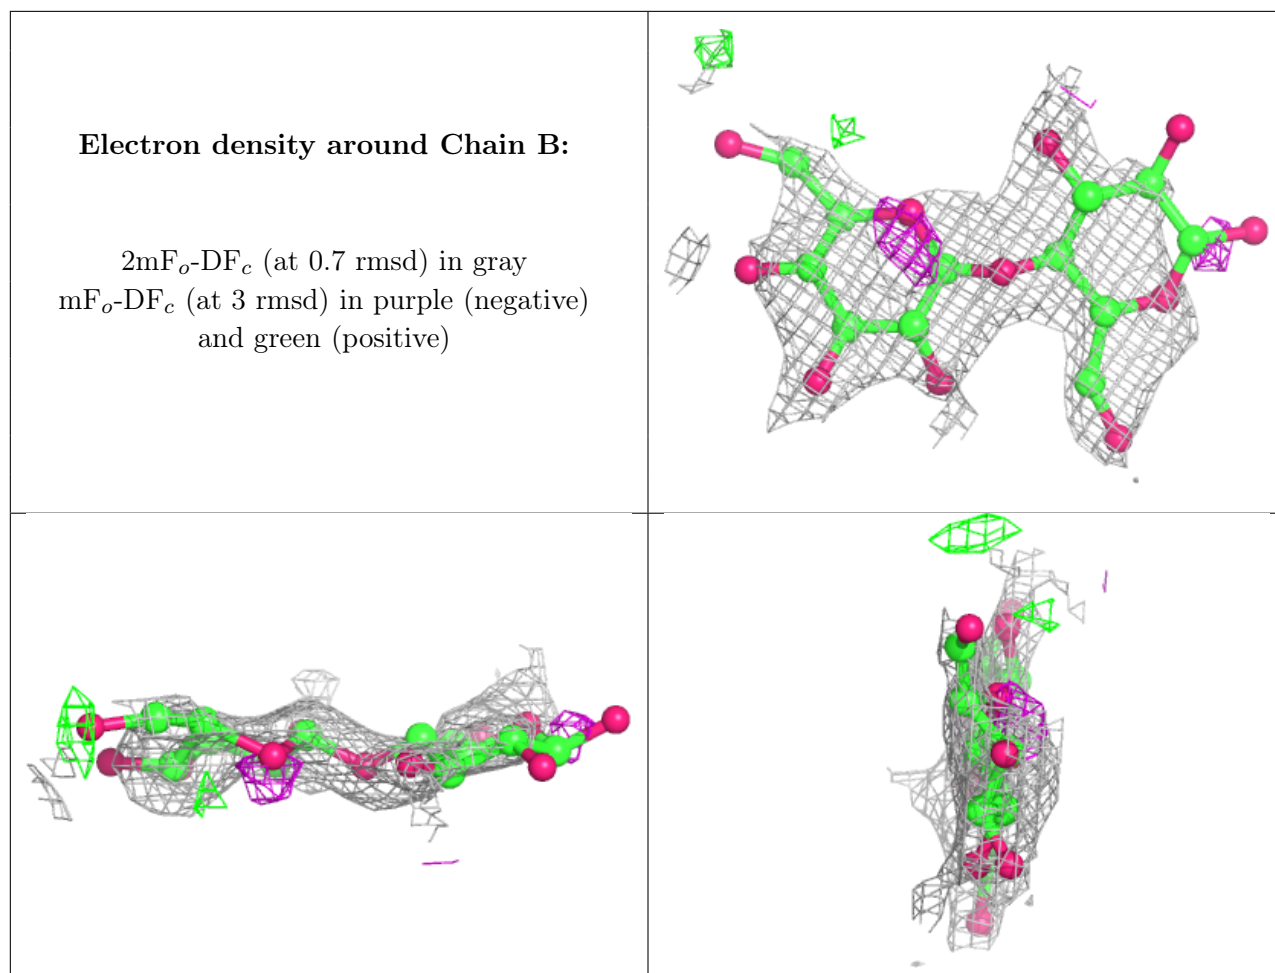 Electron density around Chain B:
2mFo-DFc (at 0.7 rmsd) in gray
mFo-DFc (at 3 rmsd) in purple (negative)
and green (positive)